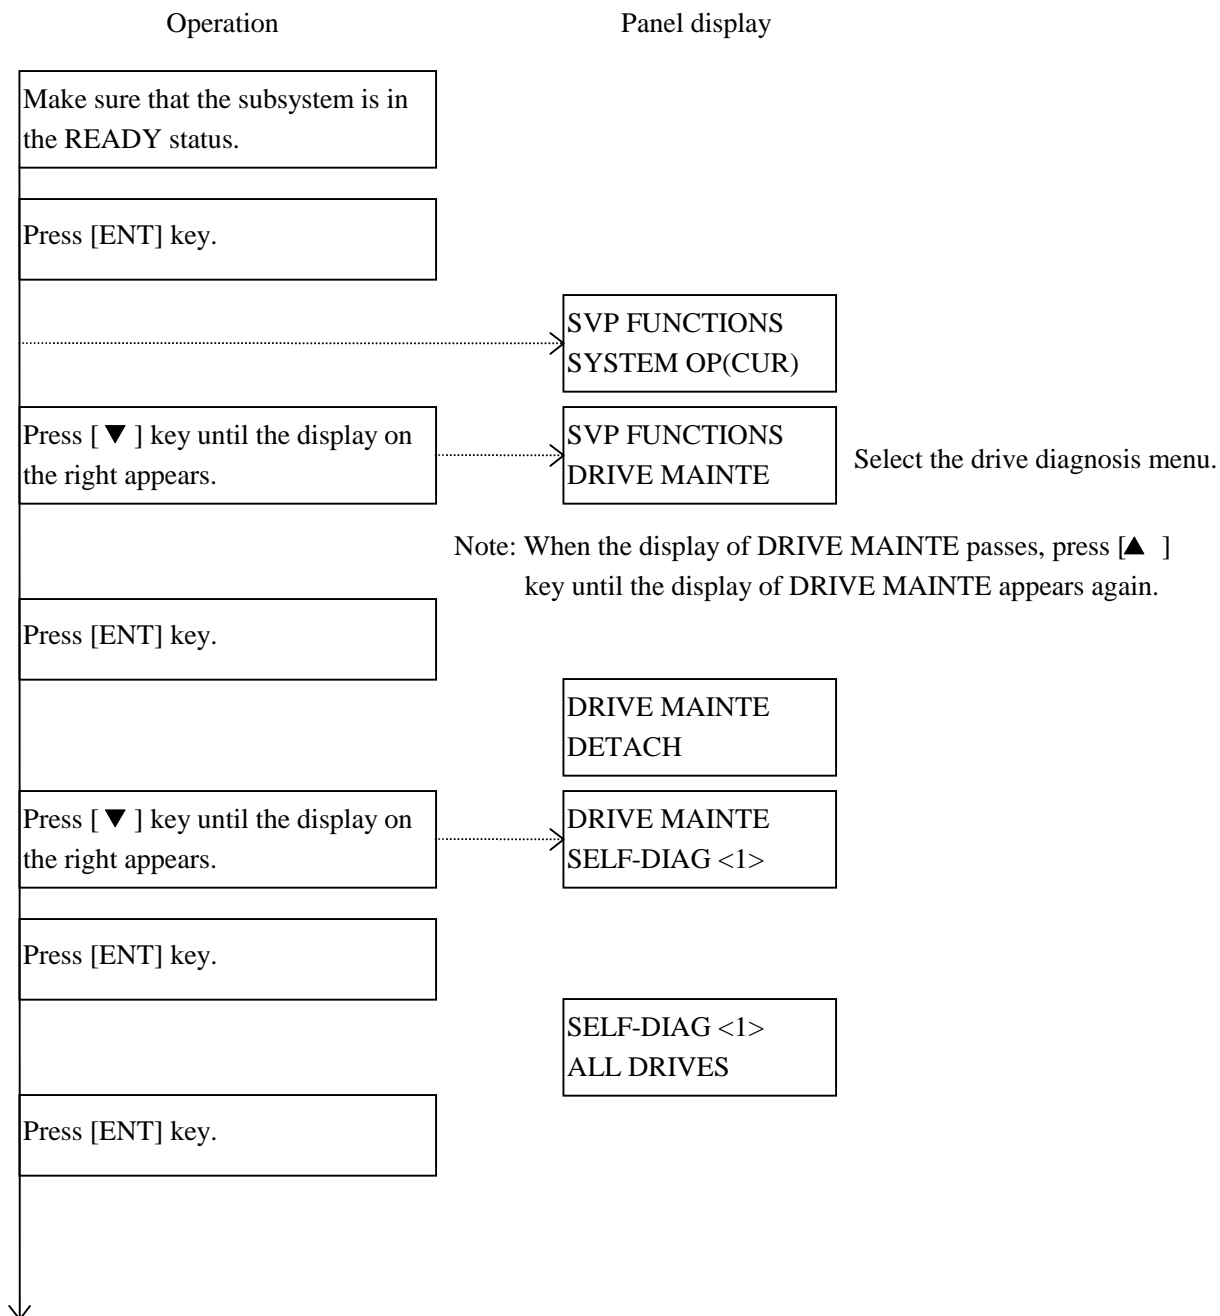 Operation
Panel display
Make sure that the subsystem is in
the READY status.
Press [ENT] key.
SVP FUNCTIONS
SYSTEM OP(CUR)
Press [ ▼ ] key until the display on
the right appears.
SVP FUNCTIONS
DRIVE MAINTE
Select the drive diagnosis menu.
Note: When the display of DRIVE MAINTE passes, press [▲ ]
key until the display of DRIVE MAINTE appears again.
Press [ENT] key.
DRIVE MAINTE
DETACH
Press [ ▼ ] key until the display on
the right appears.
DRIVE MAINTE
SELF-DIAG <1>
Press [ENT] key.
SELF-DIAG <1>
ALL DRIVES
Press [ENT] key.